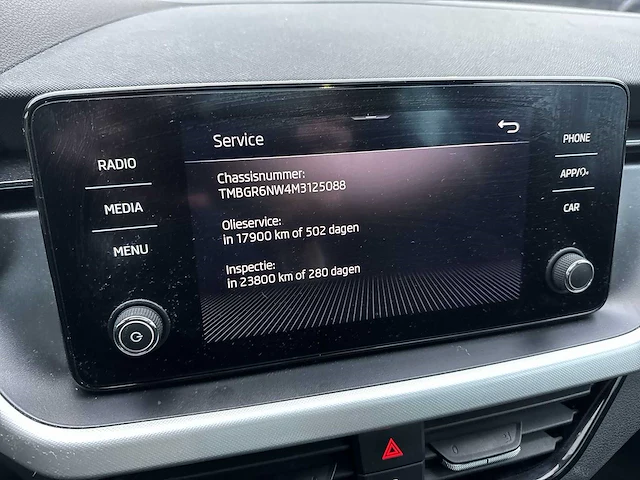 RADIO
MEDIA
MENU
Service
Chassisnummer:
TMBGR6NW4M3125088
Olieservice:
in 17900 km of 502 dagen
Inspectie:
in 23800 km of 280 dagen
PHONE
APP/
CAR